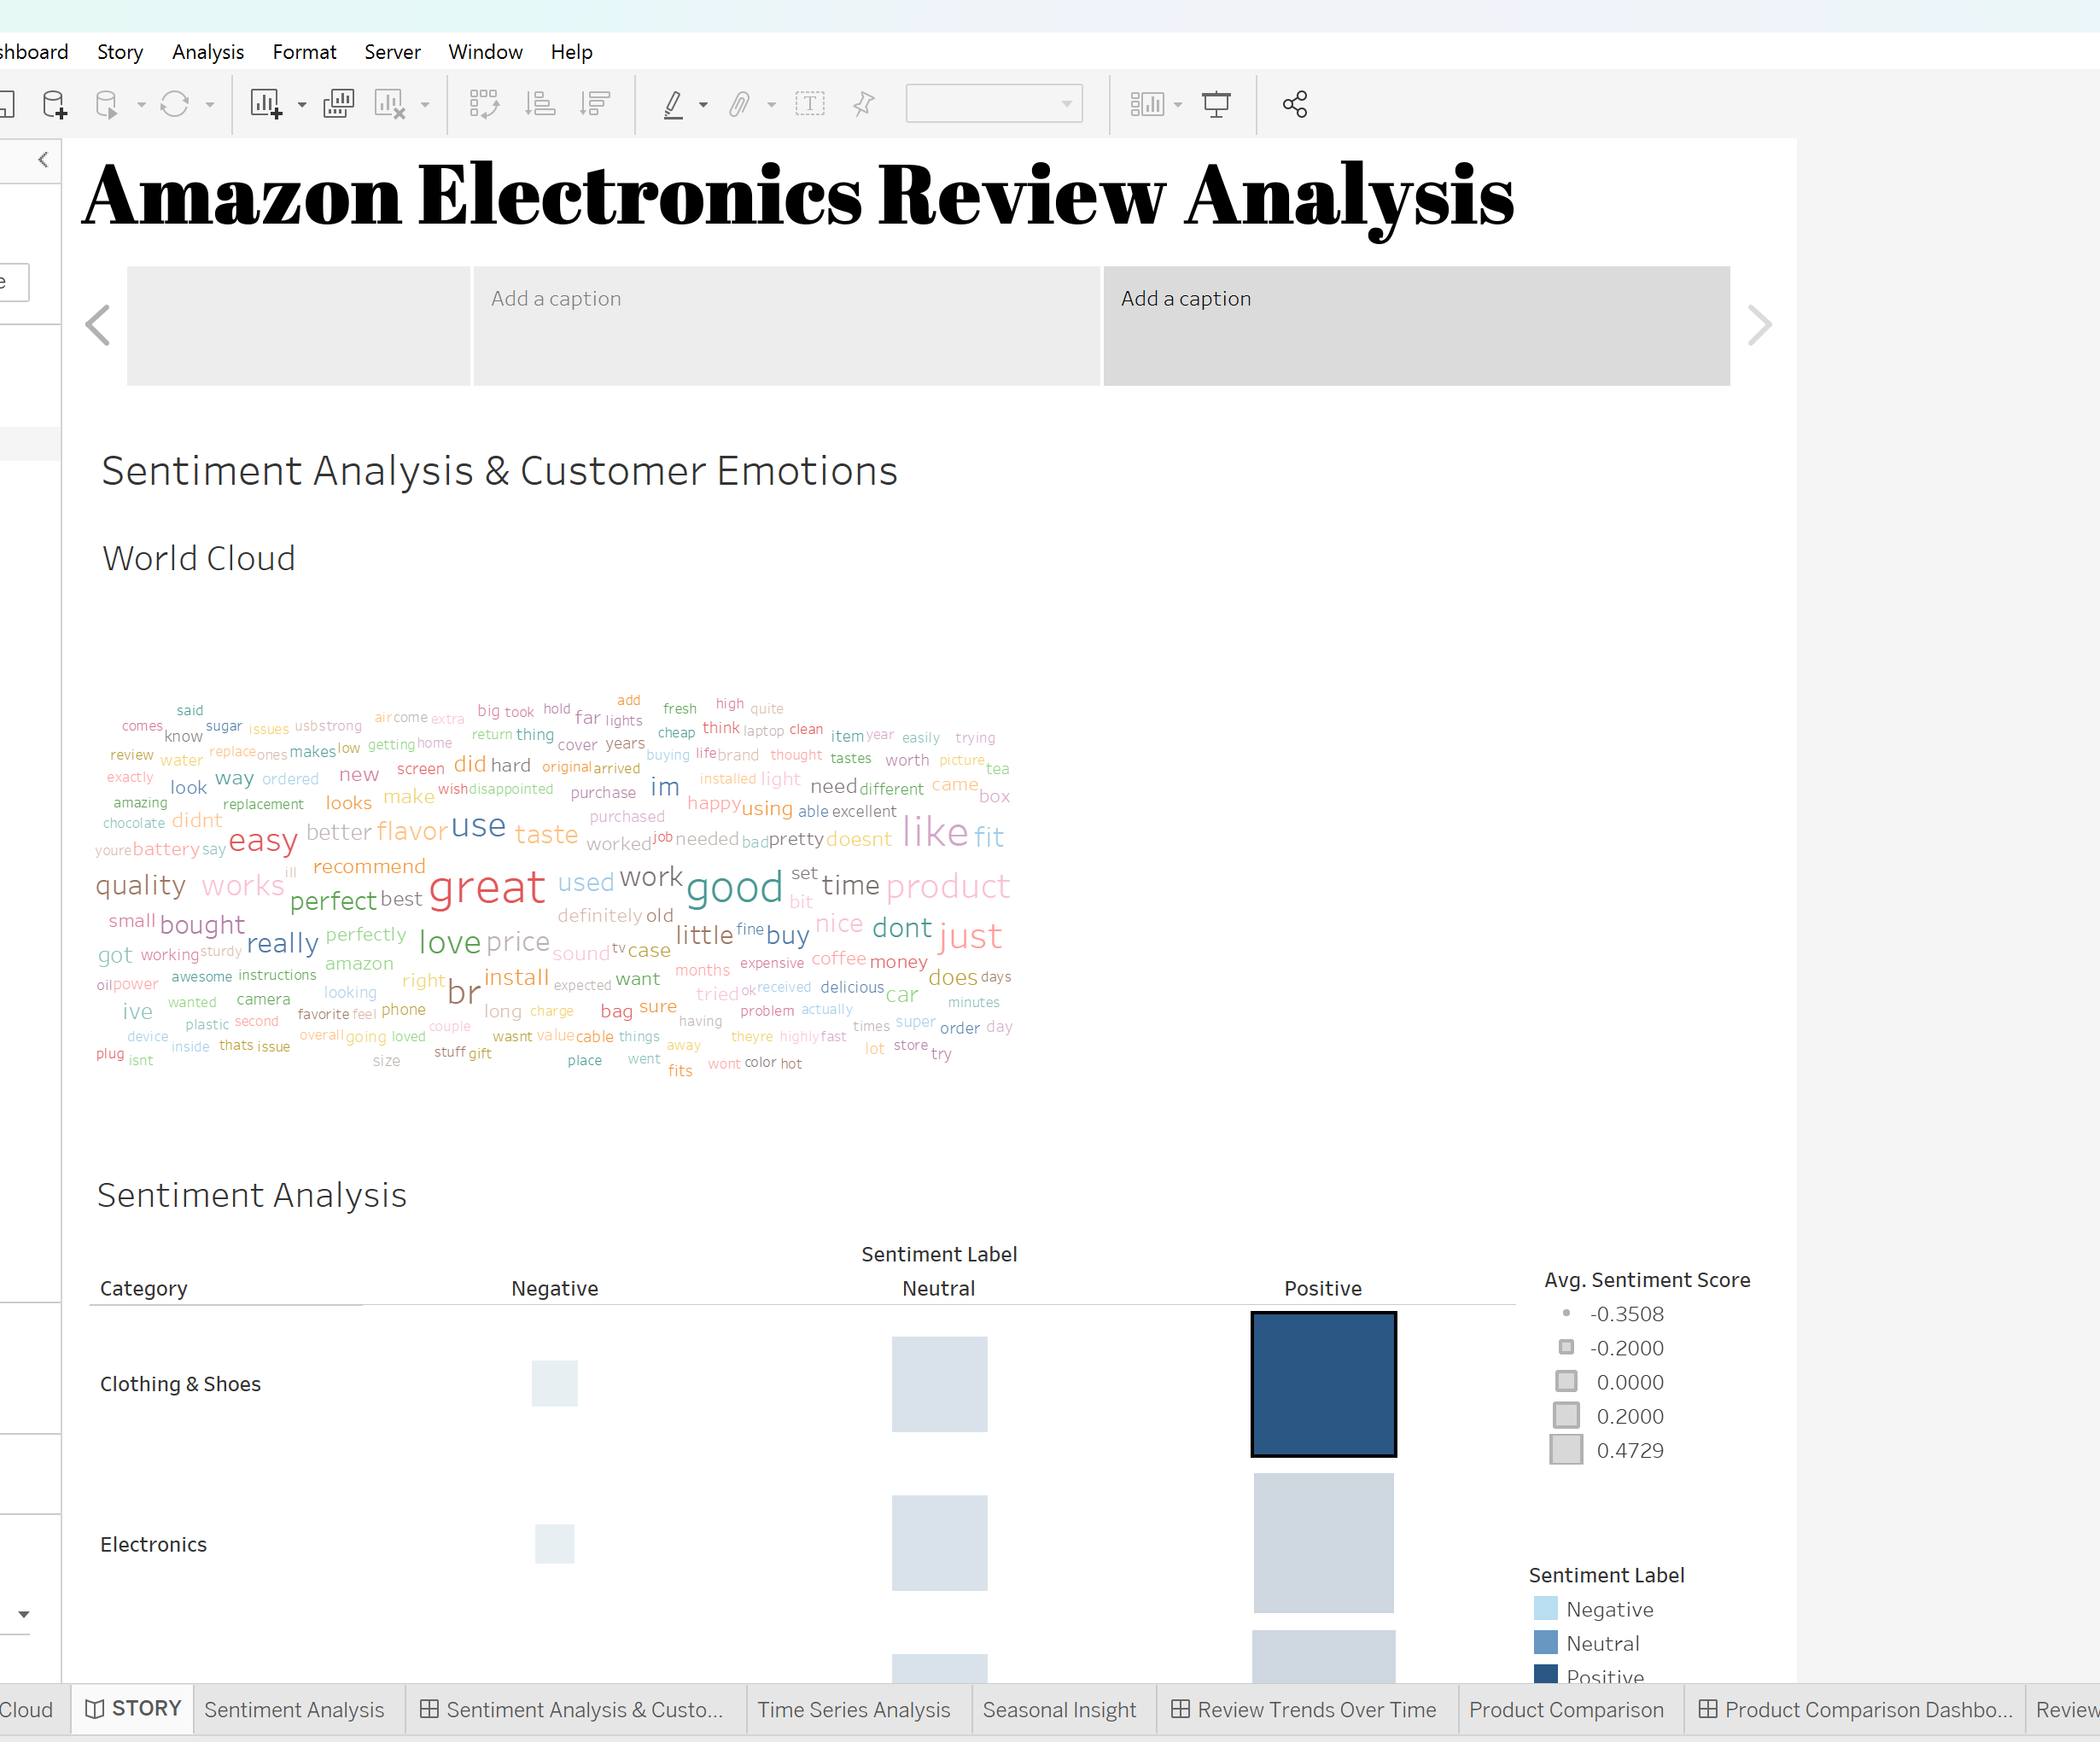 shboard Story Analysis Format Server Window Help
Amazon Electronics Review Analysis
e
Add a caption Add a caption
Sentiment Analysis & Customer Emotions
World Cloud
add
said big took hold far lights fresh high quite
comes know sugar issues usb strong air come extra return thing cover years cheap think laptop clean item year easily trying
review water replace ones makes low getting home buying life brand thought tastes worth picture tea
exactly look way ordered new screen did hard original arrived im installed light need different came box
amazing replacement looks make wish disappointed purchase happy using able excellent
chocolate didnt easy better flavor use taste purchased like fit
youre battery say worked job needed bad pretty doesnt
quality works ill recommend great used work good set time product
perfect best bit
small bought definitely old little fine buy nice dont just
got working sturdy really perfectly love price sound tv case
oil power awesome instructions amazon right br install expected want months expensive coffee money does days
ive wanted camera looking favorite feel phone long charge bag sure tried ok received delicious car minutes
device plastic second overall going loved couple wasnt value cable things having problem actually times super order day
plug isnt inside thats issue size stuff gift place went away theyre highly fast lot store try
fits wont color hot
Sentiment Analysis
Sentiment Label
Category Negative Neutral Positive
Avg. Sentiment Score
-0.3508
-0.2000
0.0000
0.2000
0.4729
Clothing & Shoes
Electronics
Sentiment Label
Negative
Neutral
Positive
Cloud STORY Sentiment Analysis Sentiment Analysis & Custo... Time Series Analysis Seasonal Insight Review Trends Over Time Product Comparison Product Comparison Dashbo... Review